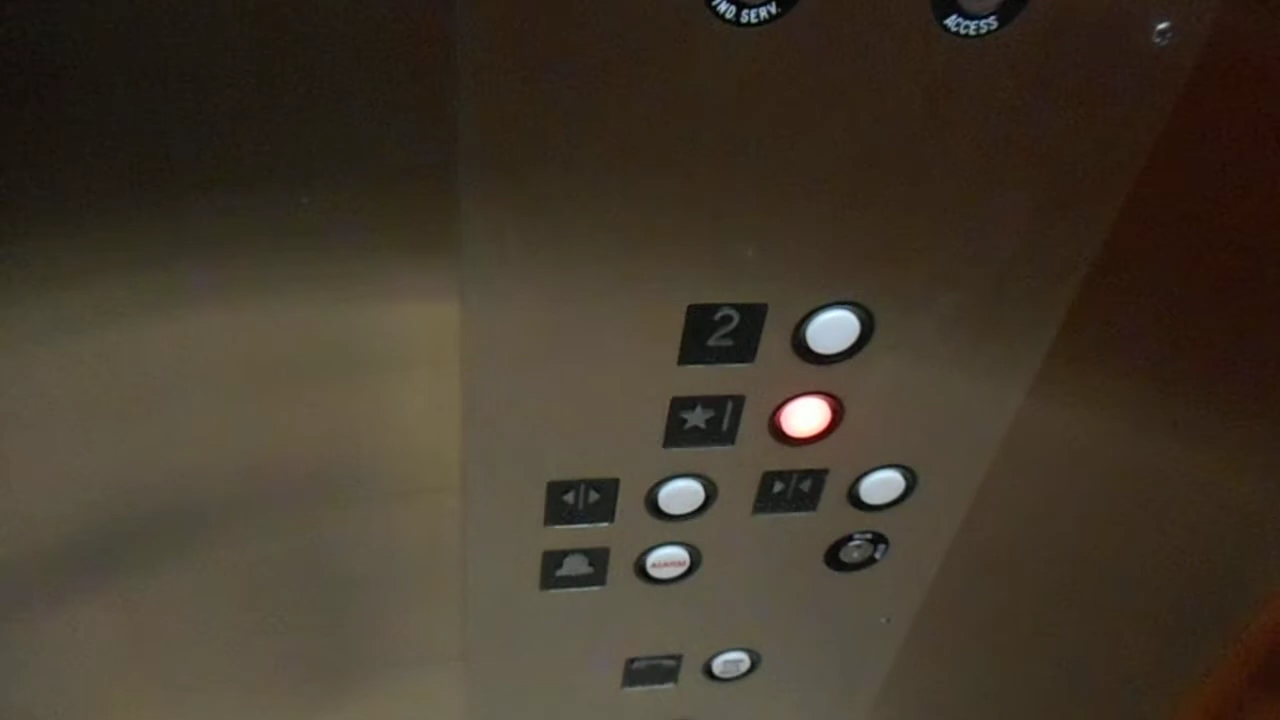 IND. SERV.
ACCESS
2
★1
ALARM